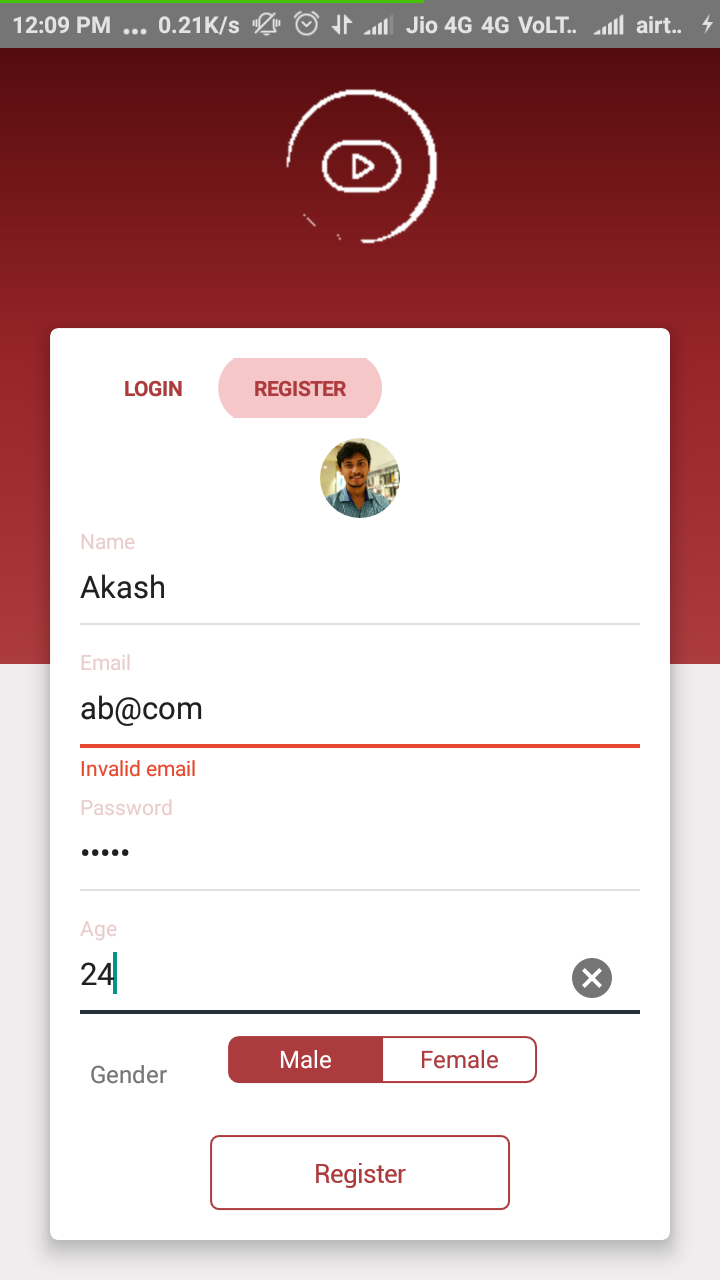 12:09 PM ... 0.21K/s Jio 4G 4G VoLT.. airt..
LOGIN REGISTER
Name
Akash
Email
ab@com
Invalid email
Password
•••••
Age
24
Gender Male Female
Register